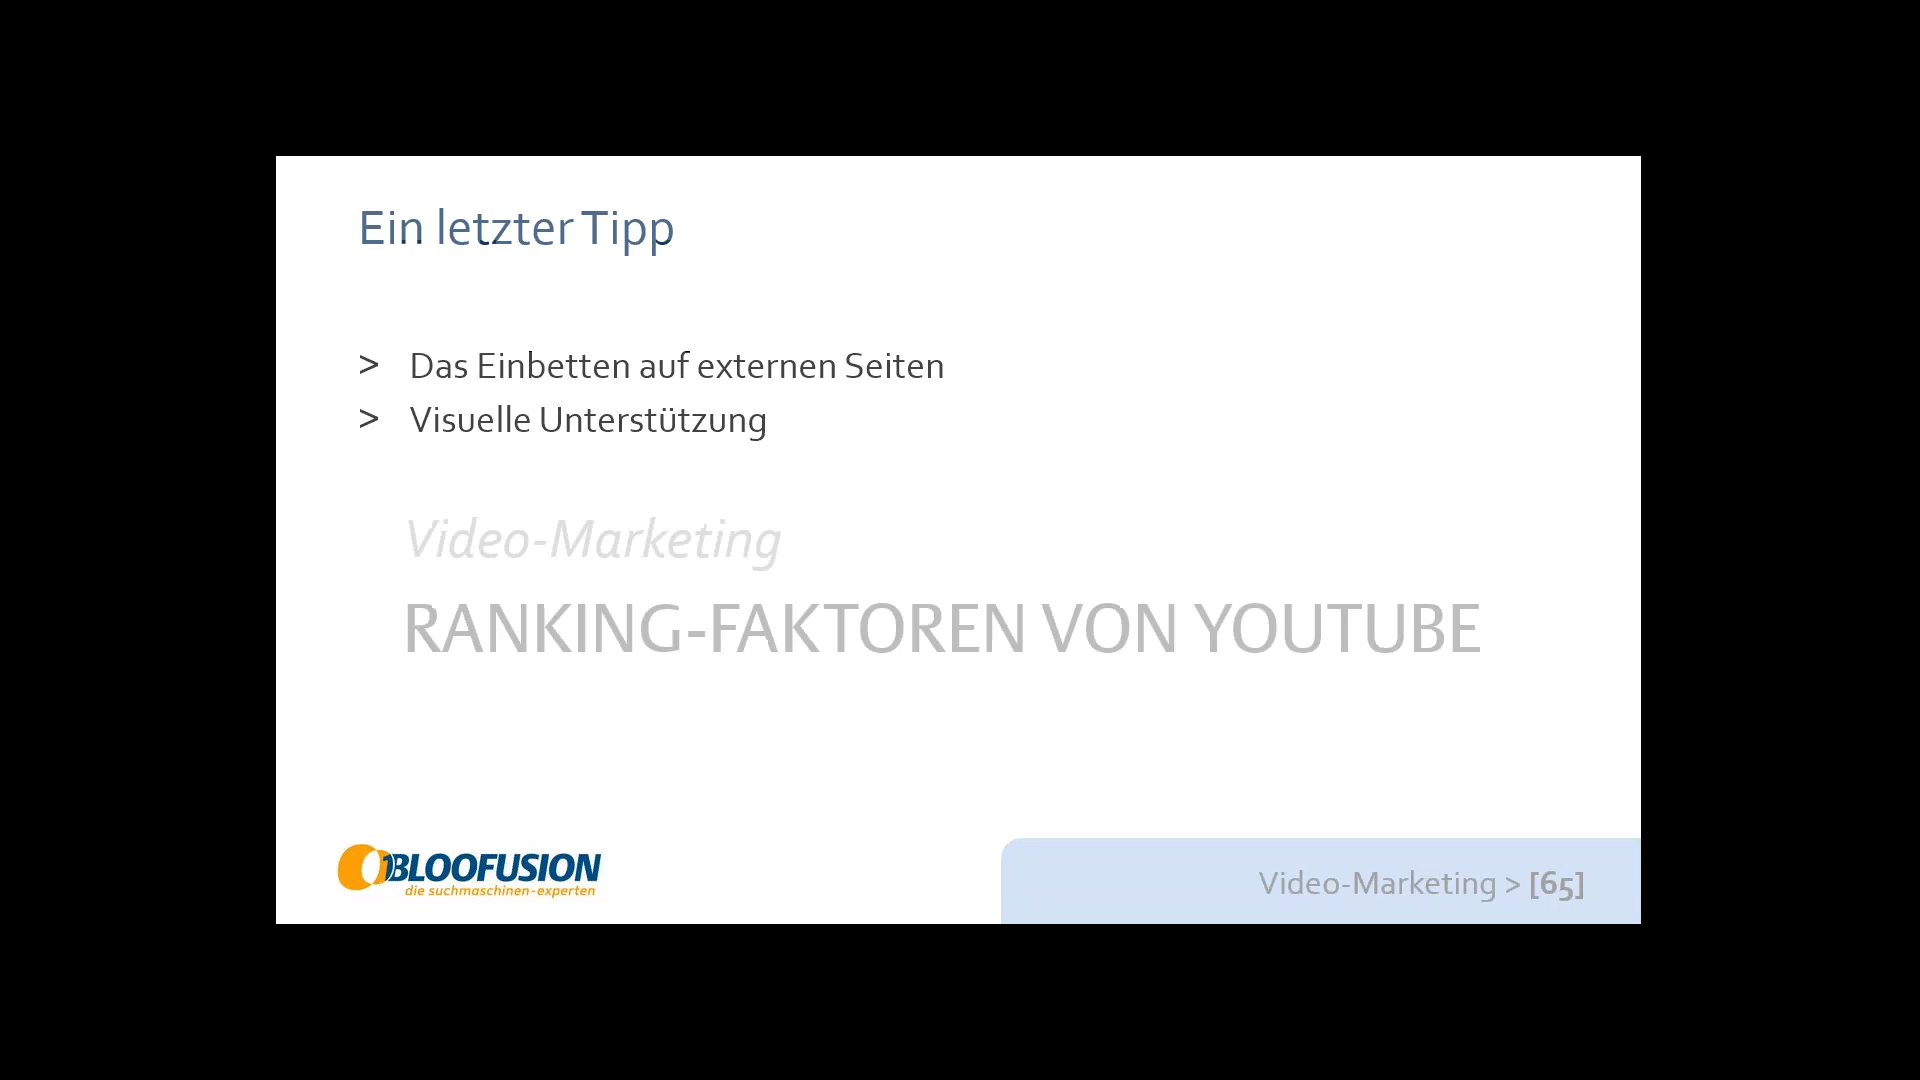 Ein letzter Tipp
> Das Einbetten auf externen Seiten
> Visuelle Unterstützung
Video-Marketing
RANKING-FAKTOREN VON YOUTUBE
BLOOFUSION
die suchmaschinen-experten
Video-Marketing > [65]